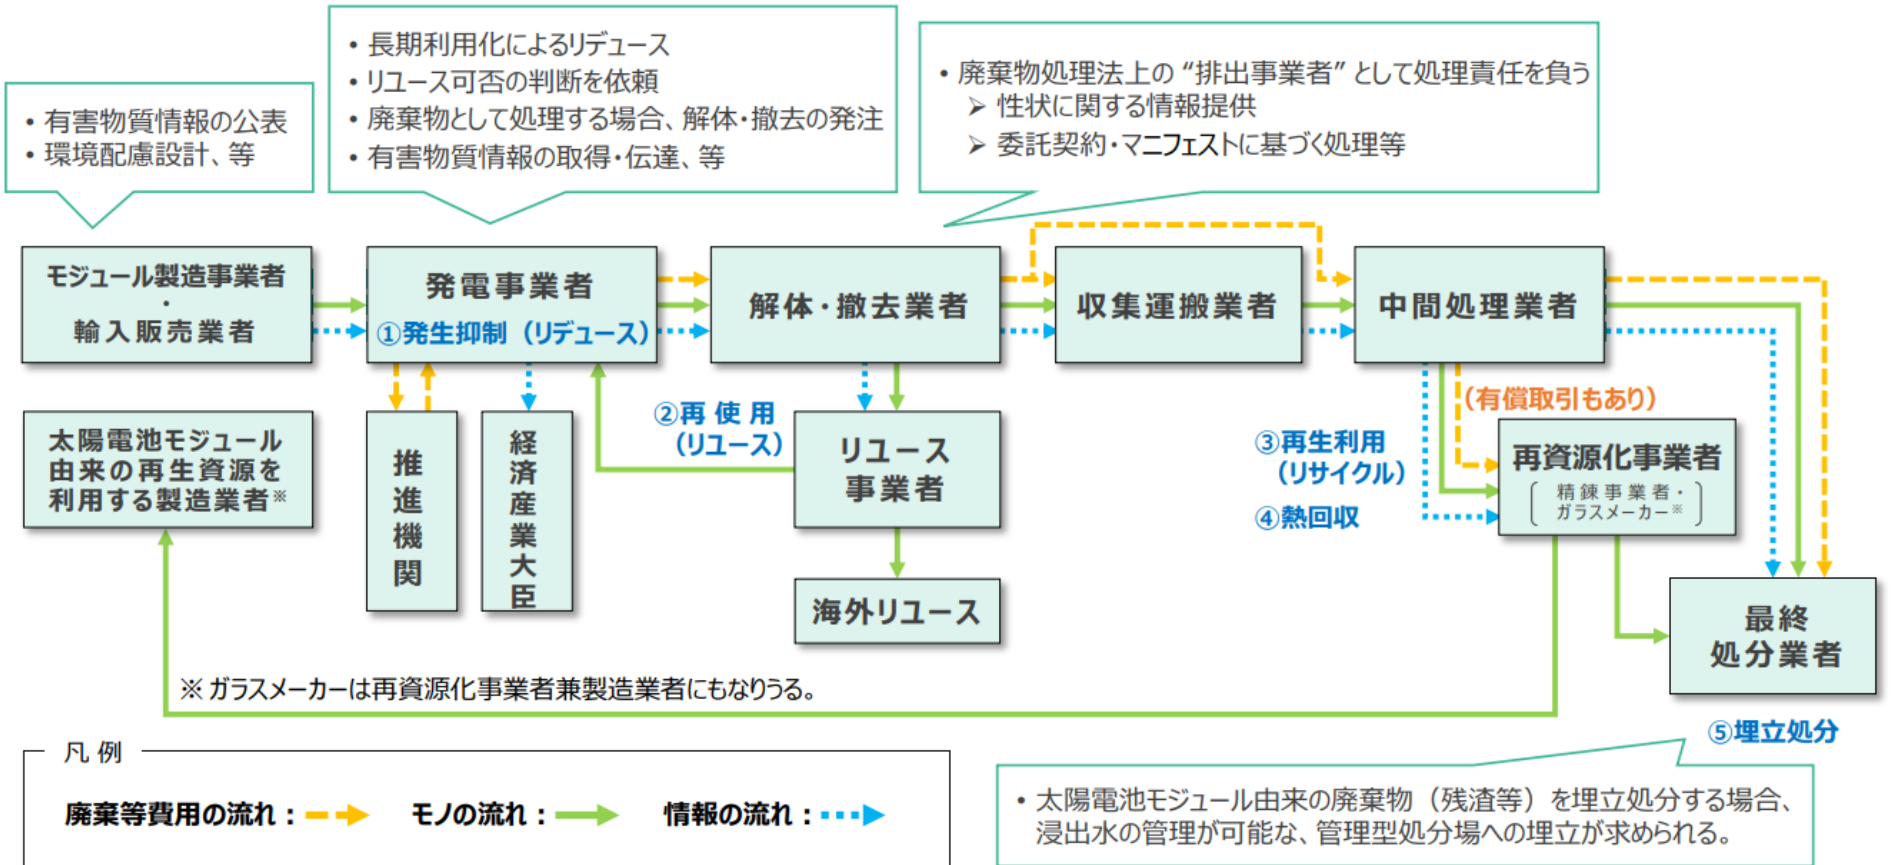 • 有害物質情報の公表
• 環境配慮設計、等
• 長期利用化によるリデュース
• リユース可否の判断を依頼
• 廃棄物として処理する場合、解体・撤去の発注
• 有害物質情報の取得・伝達、等
• 廃棄物処理法上の “排出事業者” として処理責任を負う
➢ 性状に関する情報提供
➢ 委託契約・マニフェストに基づく処理等
モジュール製造事業者
・
輸入販売業者
発電事業者
①発生抑制（リデュース）
解体・撤去業者
収集運搬業者
中間処理業者
太陽電池モジュール
由来の再生資源を
利用する製造業者※
推進機関
経済産業大臣
②再使用
（リユース）
リユース
事業者
海外リユース
③再生利用
（リサイクル）
④熱回収
（有償取引もあり）
再資源化事業者
精錬事業者・
ガラスメーカー※
最終
処分業者
⑤埋立処分
※ ガラスメーカーは再資源化事業者兼製造業者にもなりうる。
凡例
廃棄等費用の流れ：
モノの流れ：
情報の流れ：
• 太陽電池モジュール由来の廃棄物（残渣等）を埋立処分する場合、
浸出水の管理が可能な、管理型処分場への埋立が求められる。